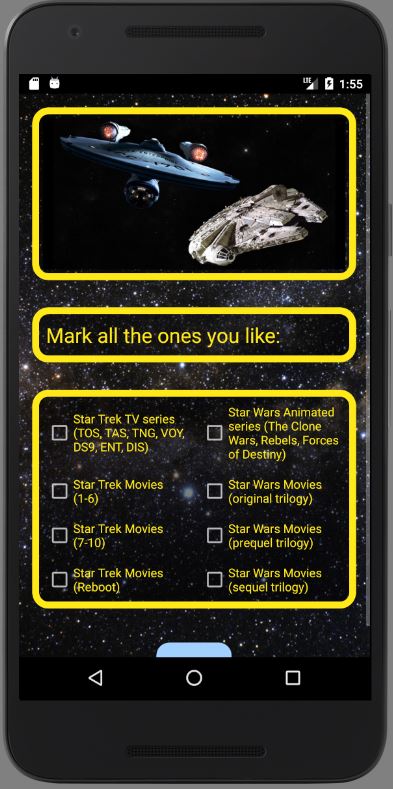 LTE 1:55
Mark all the ones you like:
Star Trek TV series
(TOS, TAS, TNG, VOY,
DS9, ENT, DIS)
Star Wars Animated
series (The Clone
Wars, Rebels, Forces
of Destiny)
Star Trek Movies
(1-6)
Star Wars Movies
(original trilogy)
Star Trek Movies
(7-10)
Star Wars Movies
(prequel trilogy)
Star Trek Movies
(Reboot)
Star Wars Movies
(sequel trilogy)